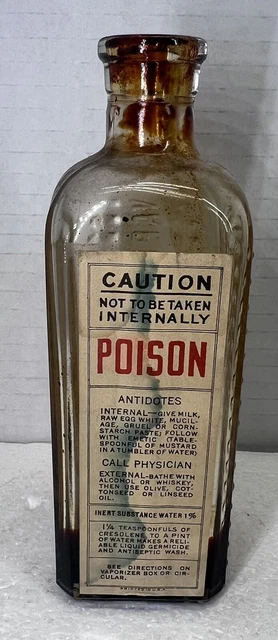 CAUTION
NOT TO BE TAKEN
INTERNALLY
POISON
ANTIDOTES
INTERNAL—GIVE MILK,
RAW EGG WHITE, MUCIL-
AGE, GRUEL OR CORN-
STARCH PASTE; FOLLOW
WITH EMETIC (TABLE-
SPOONFUL OF MUSTARD
IN A TUMBLER OF WATER)
CALL PHYSICIAN
EXTERNAL-BATHE WITH
ALCOHOL OR WHISKEY,
THEN USE OLIVE, COT-
TONSEED OR LINSEED
OIL.
INERT SUBSTANCE WATER 1%
1¼ TEASPOONFULS OF
CRESOLENE TO A PINT
OF WATER MAKES A RELI-
ABLE LIQUID GERMICIDE
AND ANTISEPTIC WASH.
SEE DIRECTIONS ON
VAPORIZER BOX OR CIR-
CULAR.
PRINTED IN U.S.A.